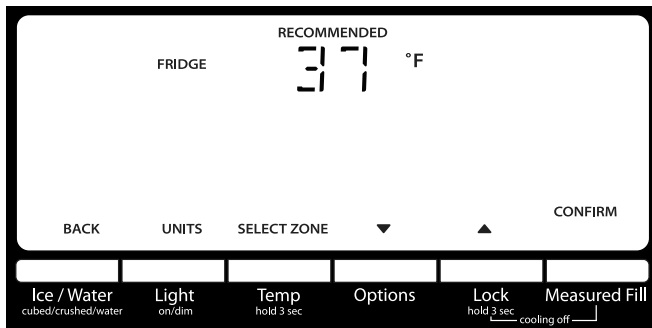 RECOMMENDED
FRIDGE 37 °F
CONFIRM
BACK UNITS SELECT ZONE ▼ ▲
Ice / Water Light Temp Options Lock Measured Fill
cubed/crushed/water on/dim hold 3 sec hold 3 sec
cooling off